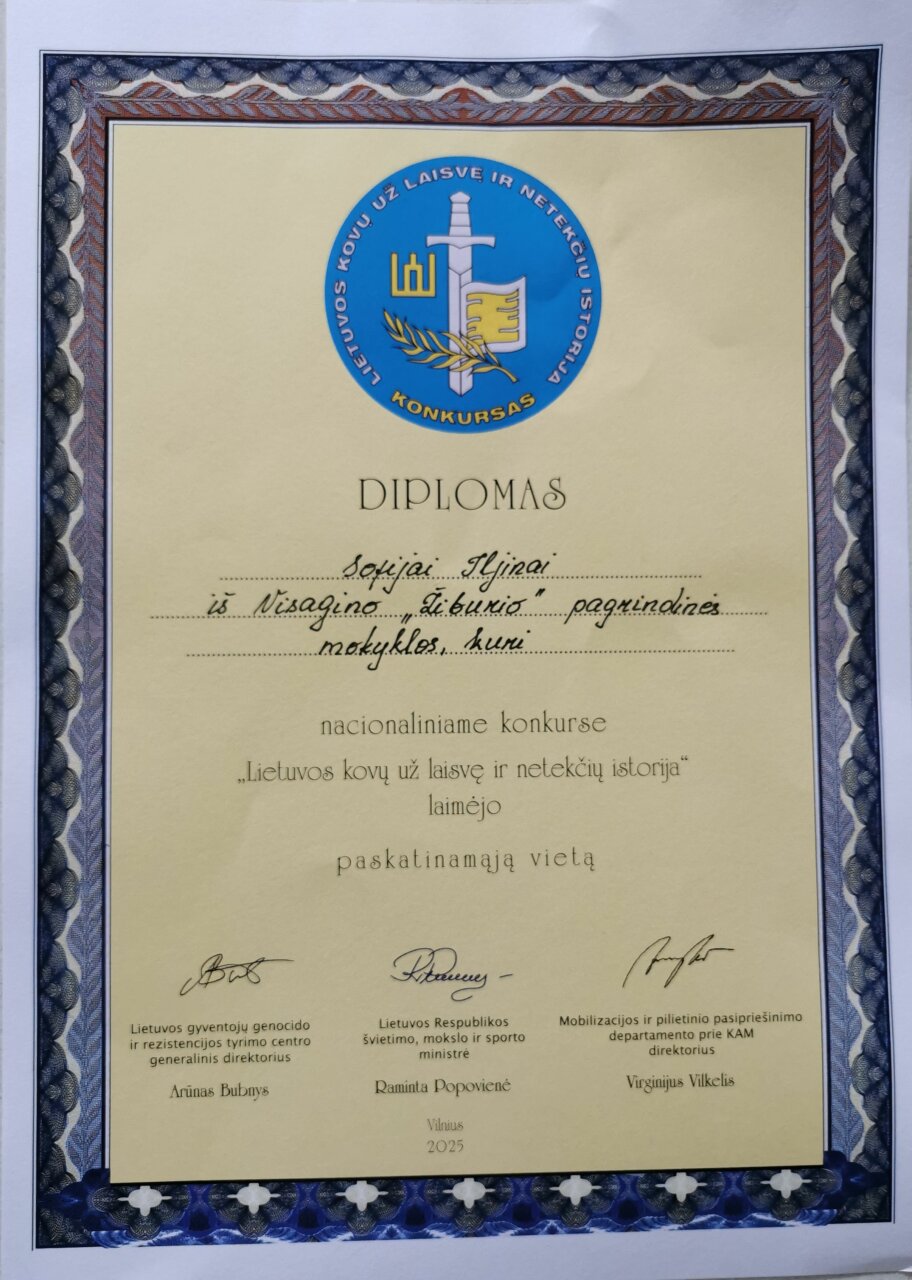 LIETUVOS KOVŲ UŽ LAISVĘ IR NETEKČIŲ ISTORIJA
KONKURSAS
DIPLOMAS
Sofijai Iljinai
iš Visagino „Žiburio“ pagrindinės
mokyklos, kuri
nacionaliniame konkurse
„Lietuvos kovų už laisvę ir netekčių istorija“
laimėjo
paskatinamąją vietą
Lietuvos gyventojų genocido
ir rezistencijos tyrimo centro
generalinis direktorius
Arūnas Bubnys
Lietuvos Respublikos
švietimo, mokslo ir sporto
ministrė
Raminta Popovienė
Mobilizacijos ir pilietinio pasipriešinimo
departamento prie KAM
direktorius
Virginijus Vilkelis
Vilnius
2025